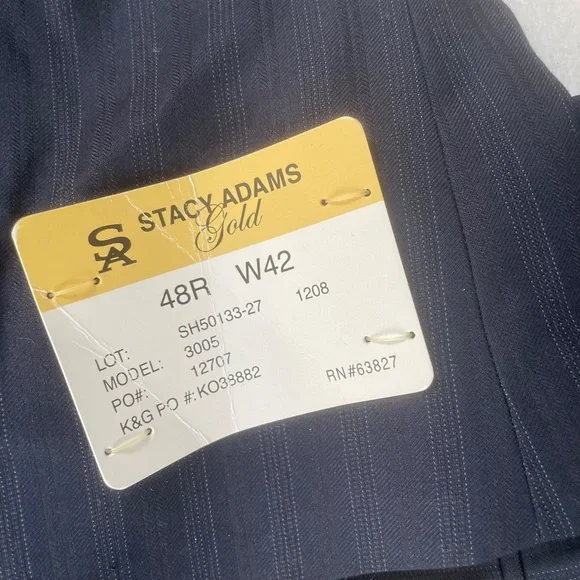 SA STACY ADAMS
Gold
48R W42
LOT: SH50133-27 1208
MODEL: 3005
PO#: 12707
K&G PO #: KO38882
RN#63827